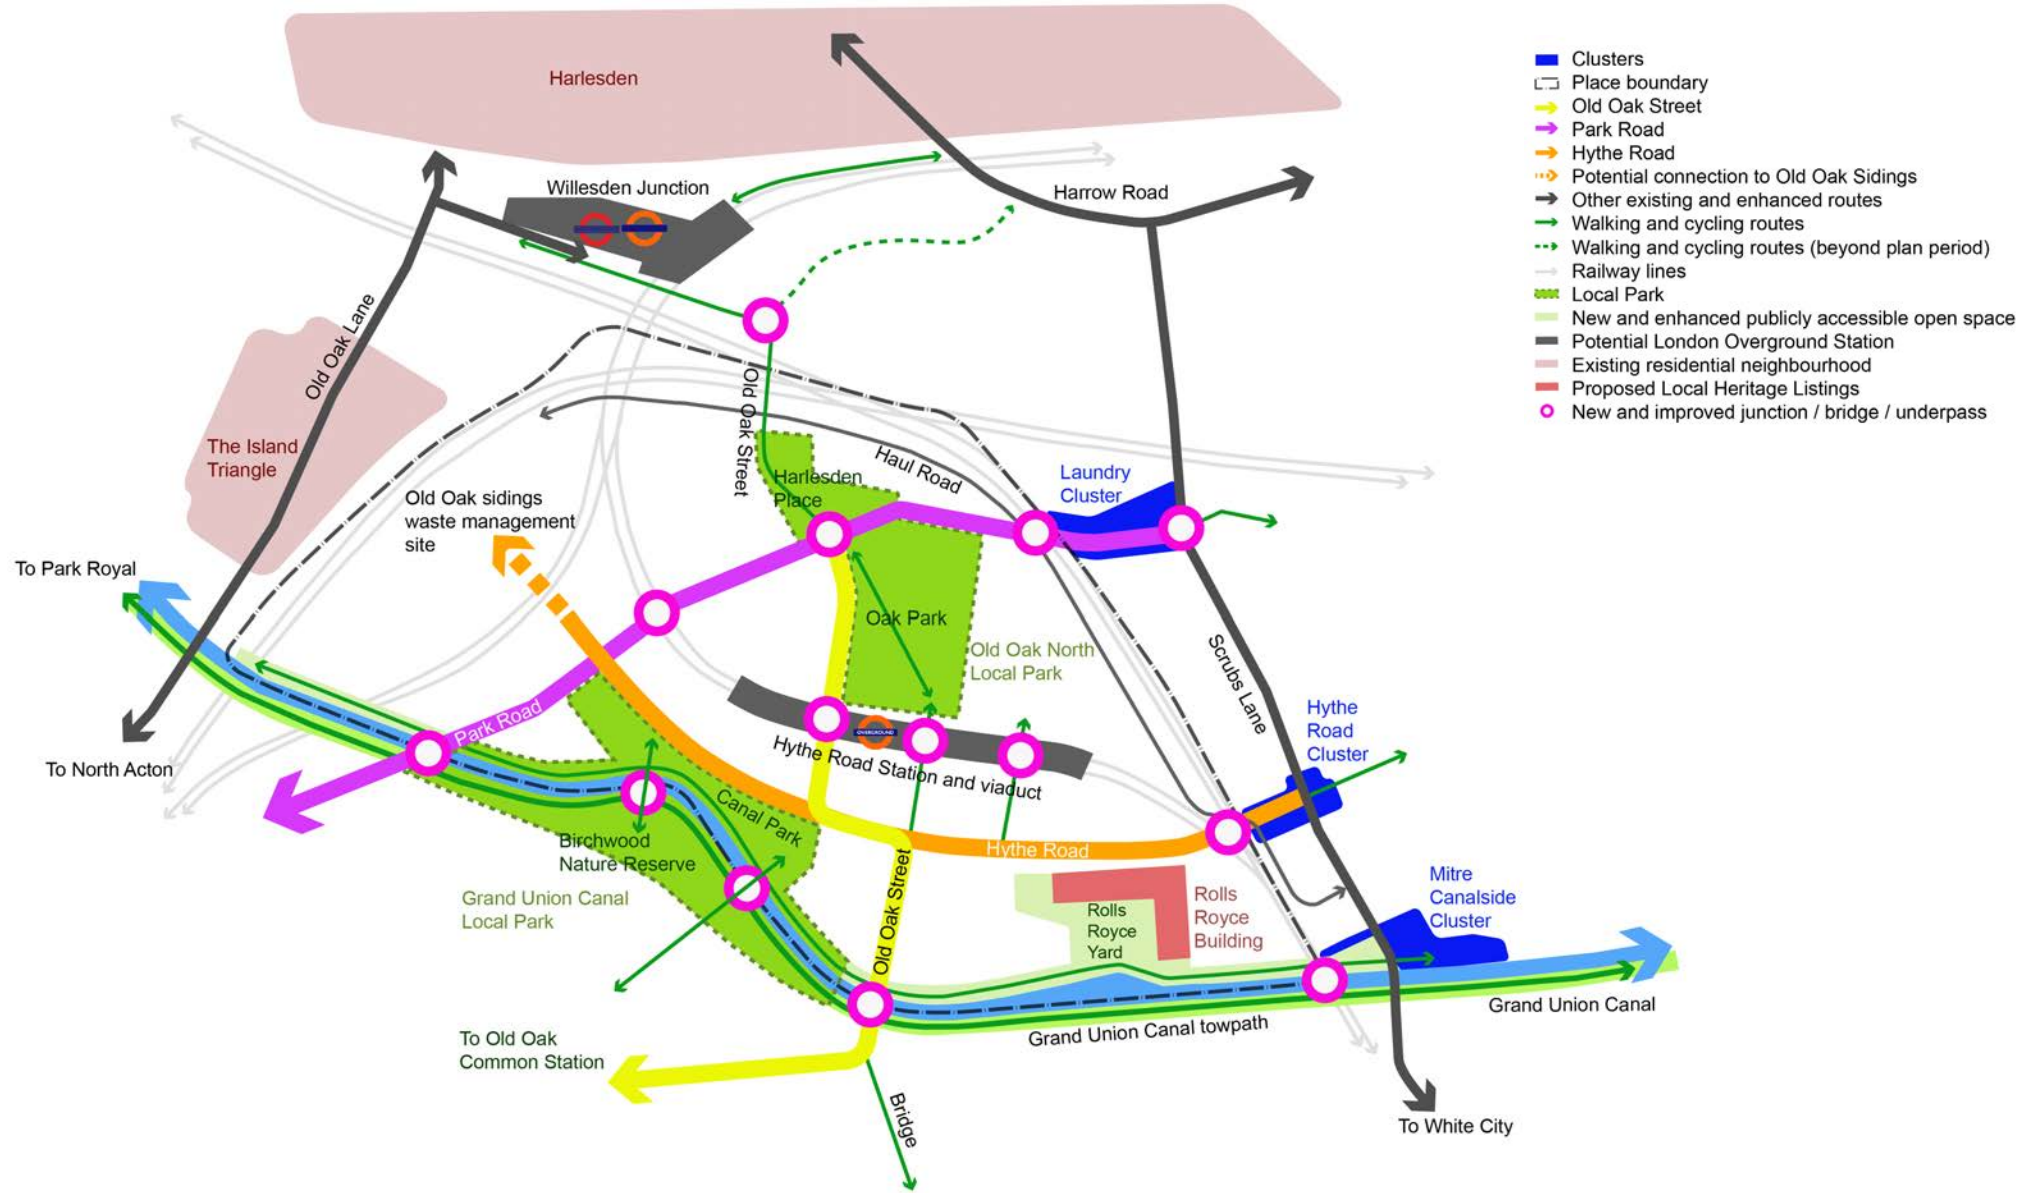 Harlesden
Willesden Junction
Harrow Road
Old Oak Lane
The Island
Triangle
Old Oak Street
Harlesden
Place
Haul Road
Laundry
Cluster
Old Oak sidings
waste management
site
To Park Royal
Oak Park
Old Oak North
Local Park
Scrubs Lane
Hythe
Road
Cluster
To North Acton
Park Road
OVERGROUND
Hythe Road Station and viaduct
Canal Park
Birchwood
Nature Reserve
Hythe Road
Grand Union Canal
Local Park
Old Oak Street
Rolls
Royce
Yard
Rolls
Royce
Building
Mitre
Canalside
Cluster
Grand Union Canal
Grand Union Canal towpath
To Old Oak
Common Station
Bridge
To White City
Clusters
Place boundary
Old Oak Street
Park Road
Hythe Road
Potential connection to Old Oak Sidings
Other existing and enhanced routes
Walking and cycling routes
Walking and cycling routes (beyond plan period)
Railway lines
Local Park
New and enhanced publicly accessible open space
Potential London Overground Station
Existing residential neighbourhood
Proposed Local Heritage Listings
New and improved junction / bridge / underpass